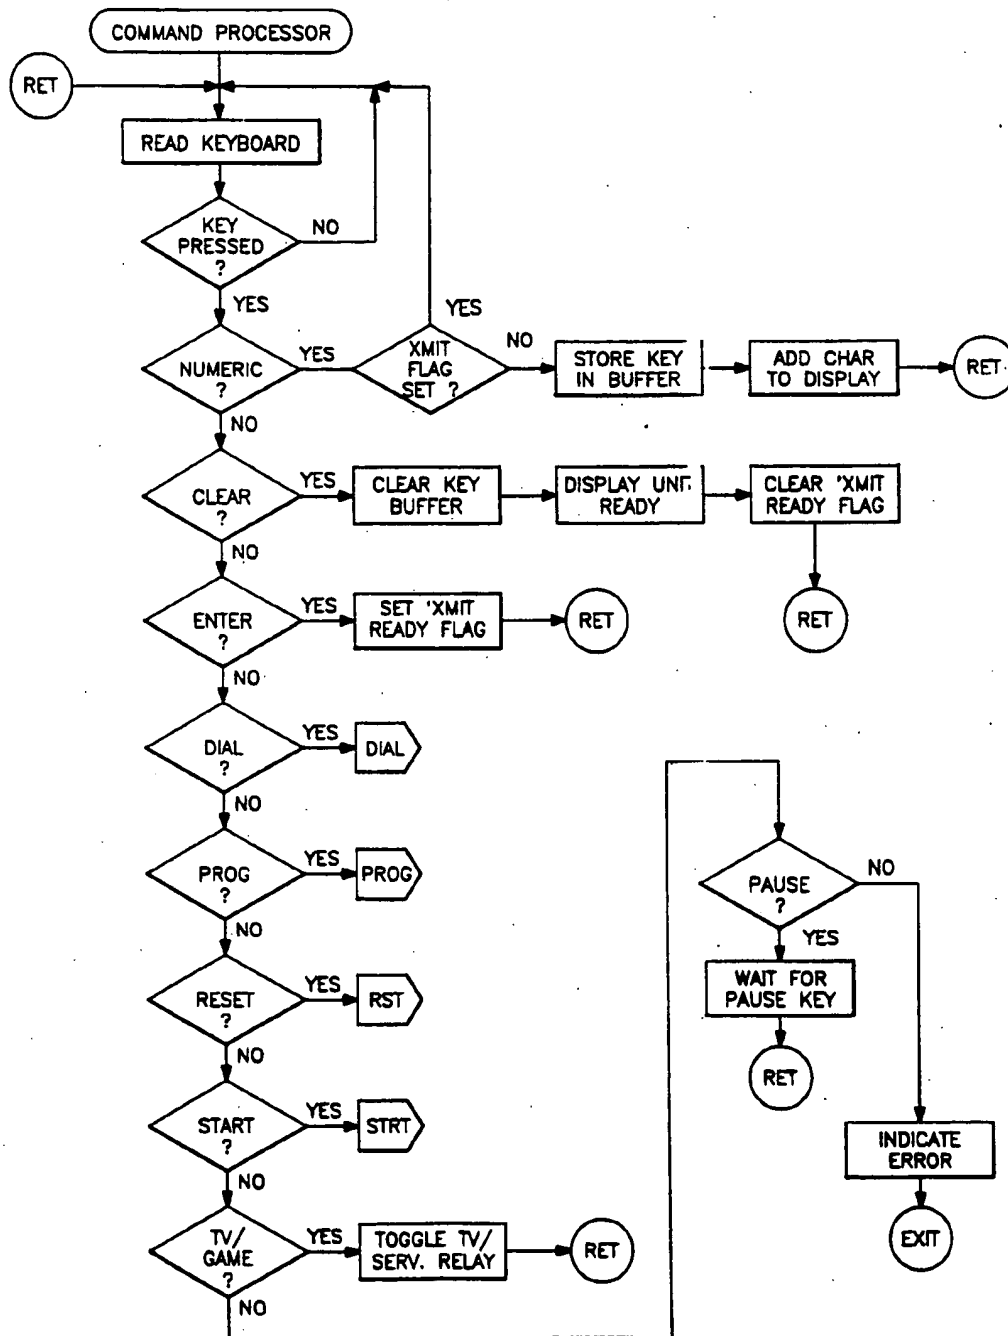 COMMAND PROCESSOR
RET
READ KEYBOARD
KEY
PRESSED
?
NO
YES
NUMERIC
?
YES
XMIT
FLAG
SET ?
YES
NO
STORE KEY
IN BUFFER
ADD CHAR
TO DISPLAY
RET
NO
CLEAR
?
YES
CLEAR KEY
BUFFER
DISPLAY
READY
CLEAR 'XMIT
READY FLAG
RET
NO
ENTER
?
YES
SET 'XMIT
READY FLAG
RET
NO
DIAL
?
YES
DIAL
NO
PROG
?
YES
PROG
NO
RESET
?
YES
RST
NO
START
?
YES
STRT
NO
TV/
GAME
?
YES
TOGGLE TV/
SERV. RELAY
RET
NO
PAUSE
?
NO
YES
WAIT FOR
PAUSE KEY
RET
INDICATE
ERROR
EXIT